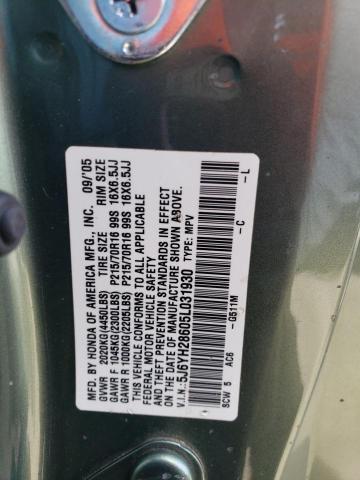 MFD. BY HONDA OF AMERICA MFG., INC. 09/'05
GVWR 2020KG(4450LBS) TIRE SIZE RIM SIZE
GAWR F 1045KG(2300LBS) P215/70R16 99S 16X6.5JJ
GAWR R 1000KG(2205LBS) P215/70R16 99S 16X6.5JJ
THIS VEHICLE CONFORMS TO ALL APPLICABLE
FEDERAL MOTOR VEHICLE SAFETY
AND THEFT PREVENTION STANDARDS IN EFFECT
ON THE DATE OF MANUFACTURE SHOWN ABOVE.
V.I.N: 5J6YH28605L031930 TYPE: MPV
- G511M - C - L
SCW 5 AC6